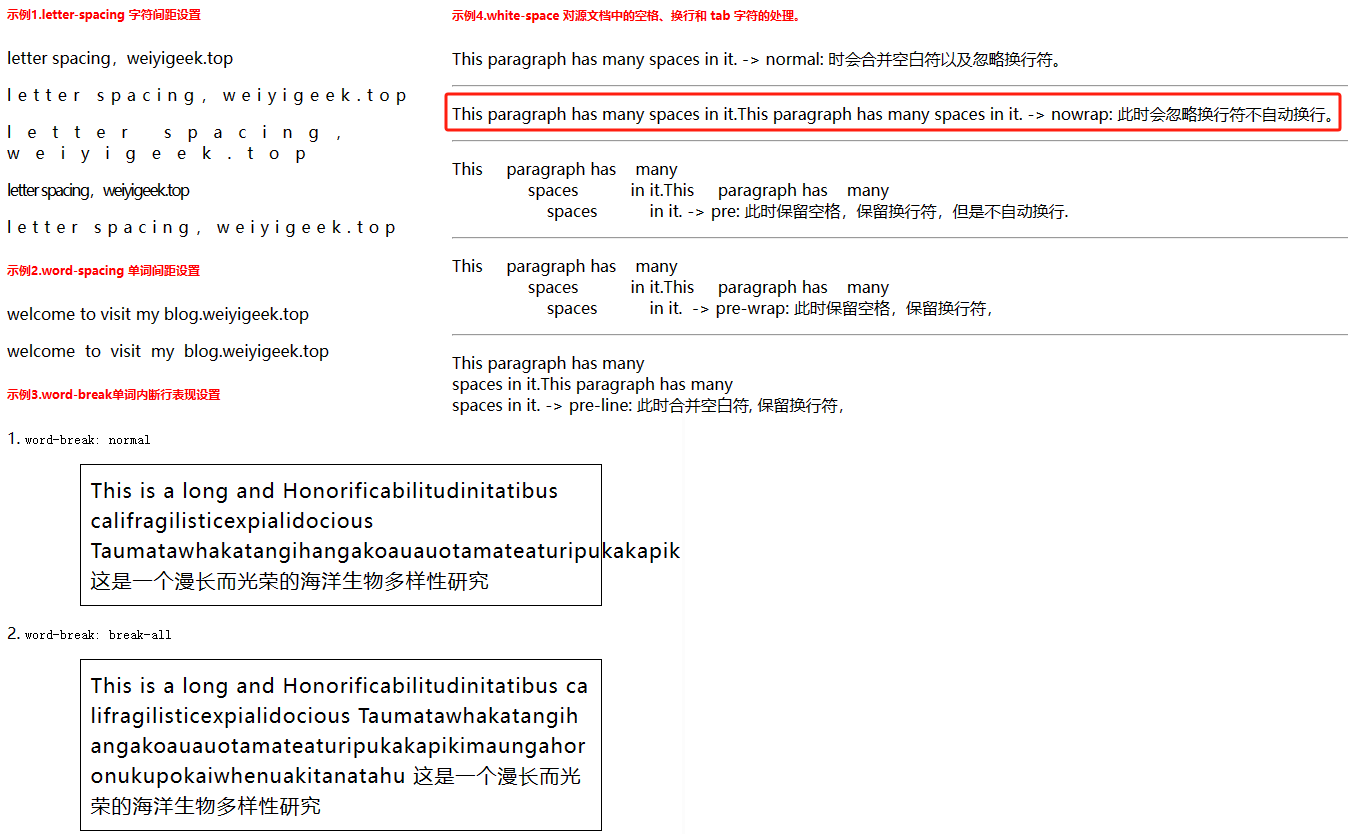 示例1.letter-spacing 字符间距设置
letter spacing，weiyigeek.top
letter spacing，weiyigeek.top
letter spacing，
weiyigeek.top
letter spacing，weiyigeek.top
letter spacing，weiyigeek.top
示例2.word-spacing 单词间距设置
welcome to visit my blog.weiyigeek.top
welcome to visit my blog.weiyigeek.top
示例3.word-break单词内断行表现设置
1. word-break: normal
This is a long and Honorificabilitudinitatibus
califragilisticexpialidocious
Taumatawhakatangihangakoauauotamateaturipukakapik
这是一个漫长而光荣的海洋生物多样性研究
2. word-break: break-all
This is a long and Honorificabilitudinitatibus ca
lifragilisticexpialidocious Taumatawhakatangih
angakoauauotamateaturipukakapikimaungahor
onukupokaiwhenuakitanatahu 这是一个漫长而光
荣的海洋生物多样性研究
示例4.white-space 对源文档中的空格、换行和 tab 字符的处理。
This paragraph has many spaces in it. -> normal: 时会合并空白符以及忽略换行符。
This paragraph has many spaces in it.This paragraph has many spaces in it. -> nowrap: 此时会忽略换行符不自动换行。
This paragraph has many
spaces in it.This paragraph has many
spaces in it. -> pre: 此时保留空格，保留换行符，但是不自动换行.
This paragraph has many
spaces in it.This paragraph has many
spaces in it. -> pre-wrap: 此时保留空格，保留换行符，
This paragraph has many
spaces in it.This paragraph has many
spaces in it. -> pre-line: 此时合并空白符, 保留换行符，